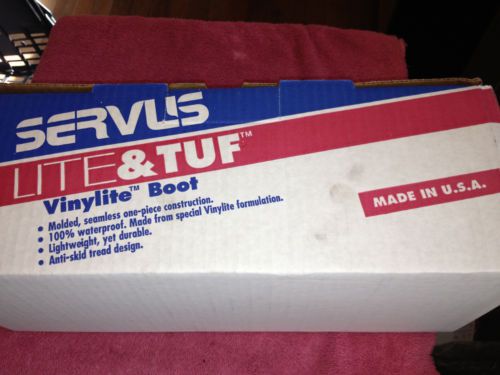 SERVUS
LITE&TUF™
Vinylite™ Boot
• Molded, seamless one-piece construction.
• 100% waterproof. Made from special Vinylite formulation.
• Lightweight, yet durable.
• Anti-skid tread design.
MADE IN U.S.A.